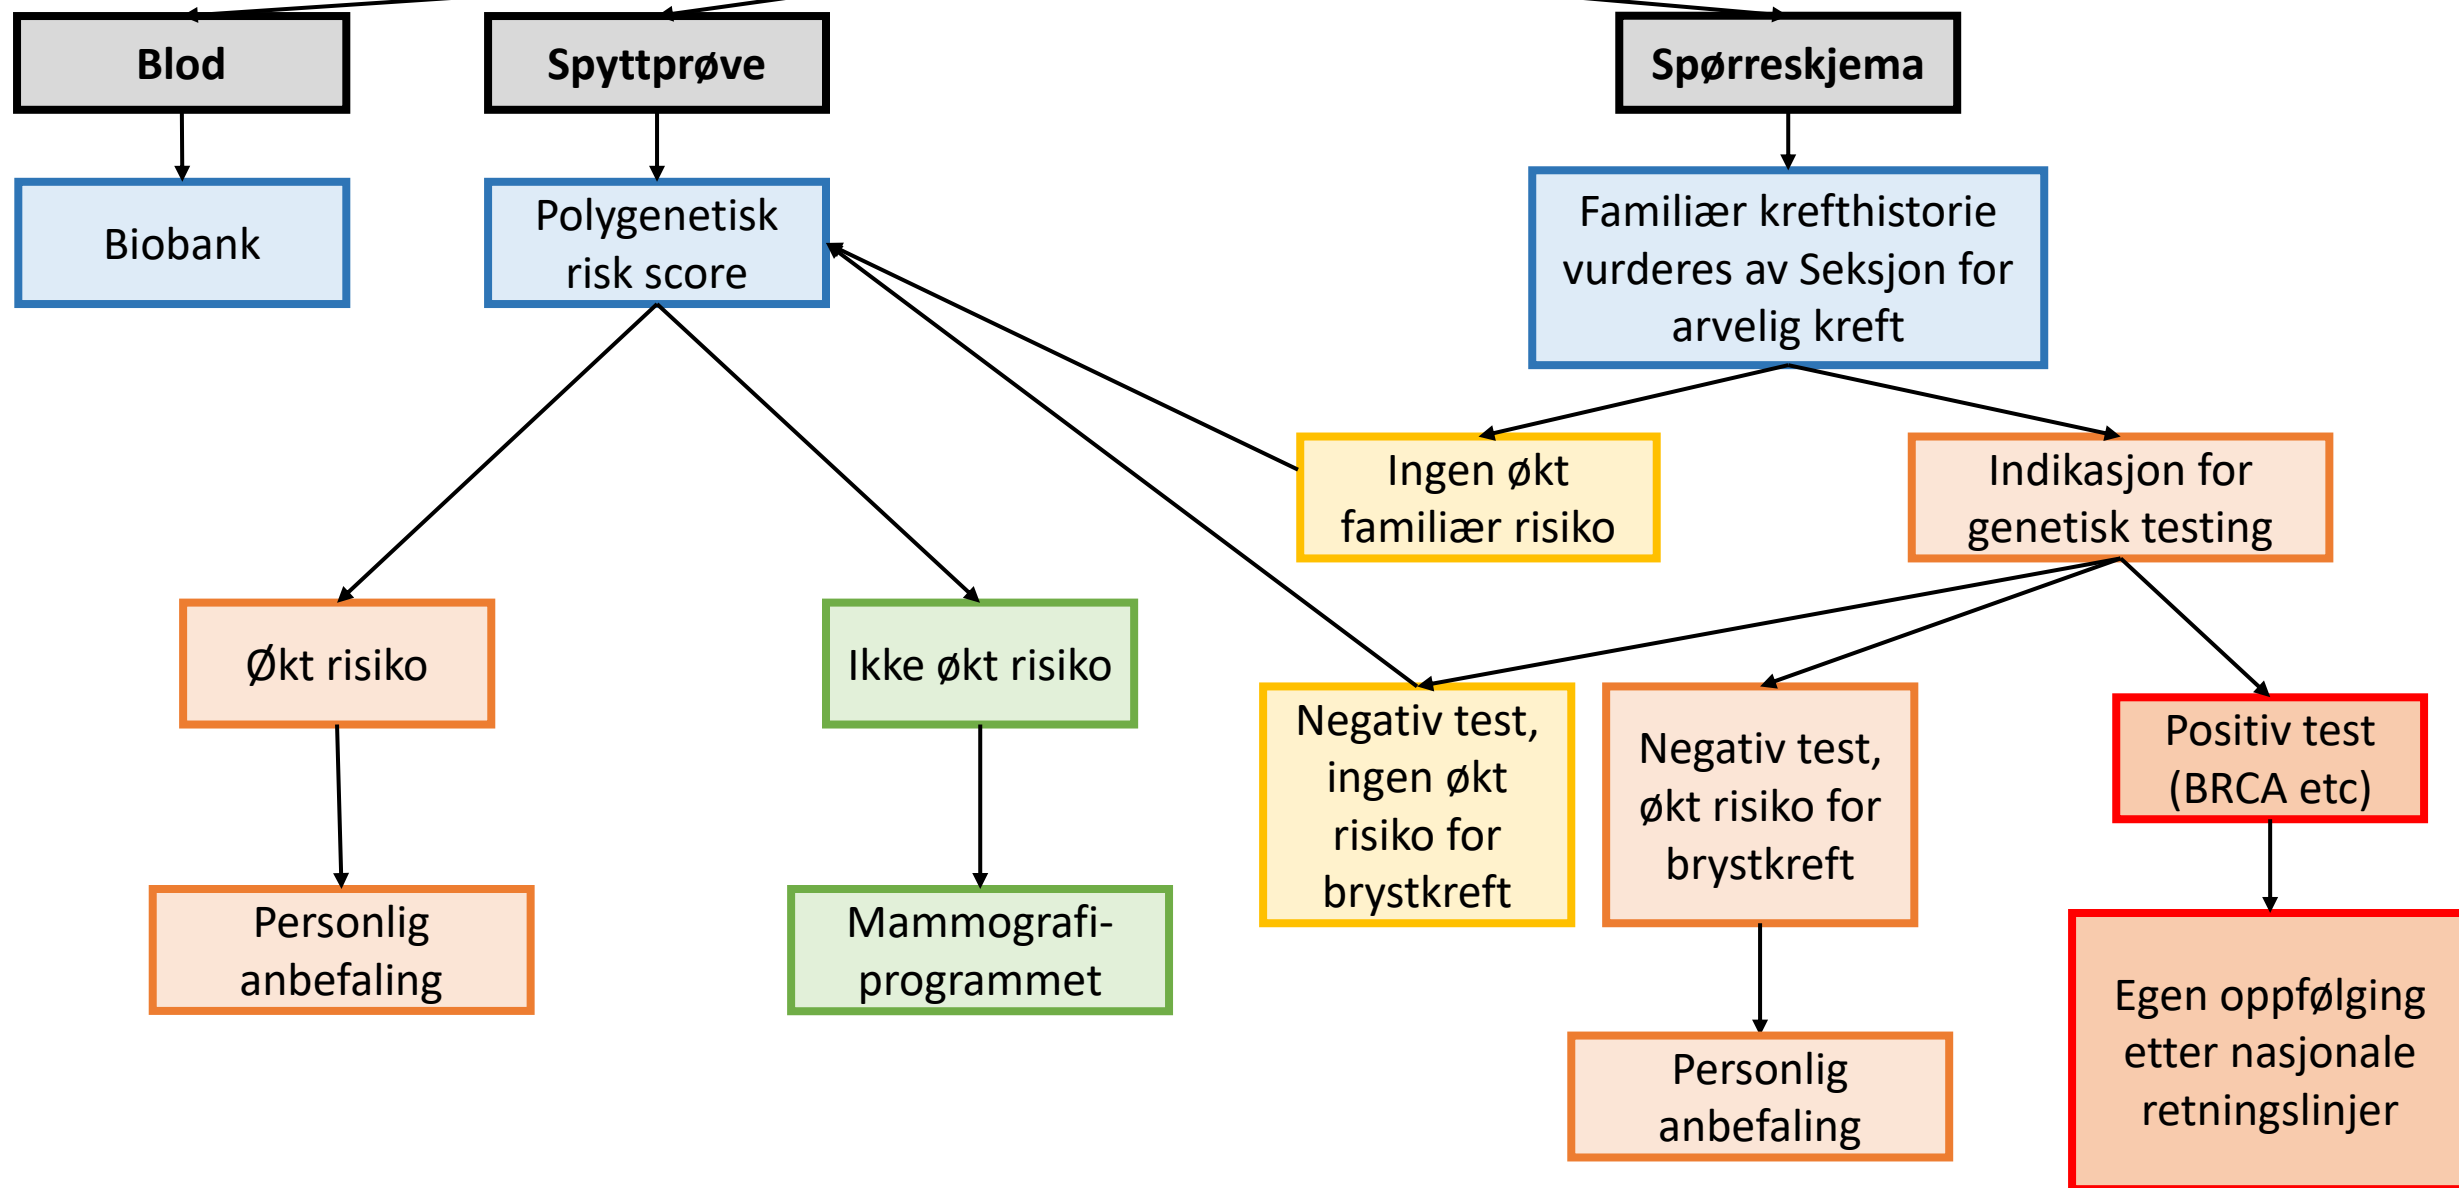 Blod
Spyttprøve
Spørreskjema
Biobank
Polygenetisk
risk score
Familiær krefthistorie
vurderes av Seksjon for
arvelig kreft
Ingen økt
familiær risiko
Indikasjon for
genetisk testing
Økt risiko
Ikke økt risiko
Negativ test,
ingen økt
risiko for
brystkreft
Negativ test,
økt risiko for
brystkreft
Positiv test
(BRCA etc)
Personlig
anbefaling
Mammografi-
programmet
Personlig
anbefaling
Egen oppfølging
etter nasjonale
retningslinjer